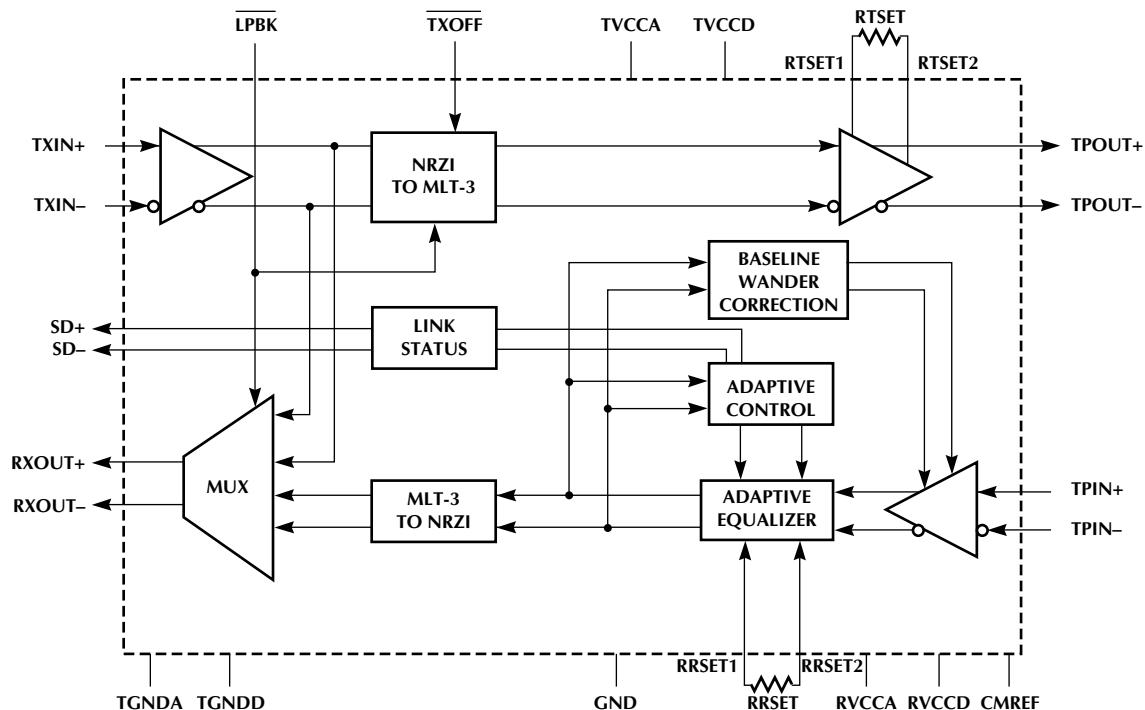 LPBK
TXOFF
TVCCA
TVCCD
RTSET
RTSET1
RTSET2
TXIN+
TXIN–
NRZI
TO MLT-3
TPOUT+
TPOUT–
BASELINE
WANDER
CORRECTION
SD+
SD–
LINK
STATUS
ADAPTIVE
CONTROL
RXOUT+
RXOUT–
MUX
MLT-3
TO NRZI
ADAPTIVE
EQUALIZER
TPIN+
TPIN–
RRSET1
RRSET2
TGNDA
TGNDD
GND
RRSET
RVCCA
RVCCD
CMREF